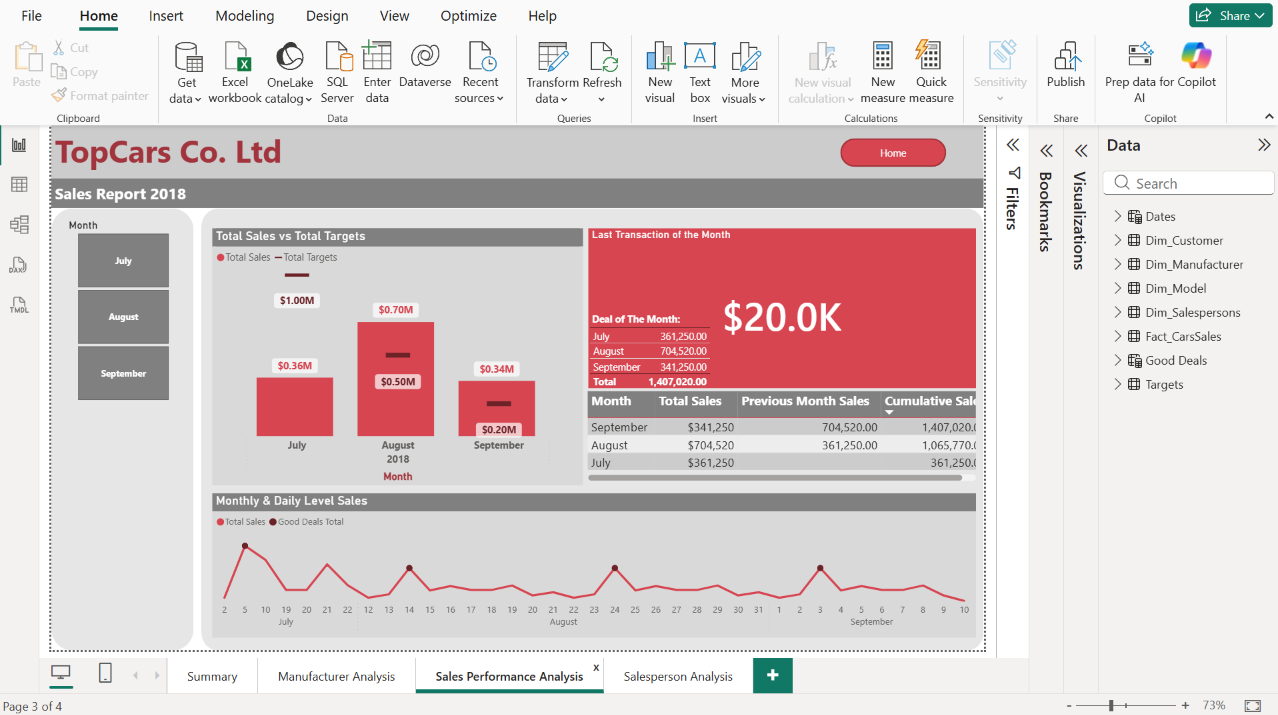 File Home Insert Modeling Design View Optimize Help Share
Paste
Cut
Copy
Format painter
Clipboard
Get data
Excel workbook
OneLake catalog
SQL Server
Enter data
Dataverse
Recent sources
Data
Transform data
Refresh
Queries
New visual
Text box
More visuals
Insert
New visual calculation
New measure
Quick measure
Calculations
Sensitivity
Sensitivity
Publish
Share
Prep data for AI
Copilot
Copilot
TopCars Co. Ltd
Home
Sales Report 2018
Month
July
August
September
Total Sales vs Total Targets
Total Sales Total Targets
$1.00M
$0.70M
$0.36M
$0.50M
$0.34M
$0.20M
July August September
2018
Month
Last Transaction of the Month
$20.0K
Deal of The Month:
July 361,250.00
August 704,520.00
September 341,250.00
Total 1,407,020.00
Month Total Sales Previous Month Sales Cumulative Sale
September $341,250 704,520.00 1,407,020.0
August $704,520 361,250.00 1,065,770.0
July $361,250 361,250.0
Monthly & Daily Level Sales
Total Sales Good Deals Total
2 3 10 19 20 21 22 12 13 14 15 16 17 18 19 20 21 22 23 24 25 26 27 28 29 30 31 1 2 3 4 5 6 7 8 9 10
July August September
Filters
Bookmarks
Visualizations
Data
Search
Dates
Dim_Customer
Dim_Manufacturer
Dim_Model
Dim_Salespersons
Fact_CarsSales
Good Deals
Targets
DAX
TMDL
Summary Manufacturer Analysis Sales Performance Analysis x Salesperson Analysis +
Page 3 of 4
- + 73%